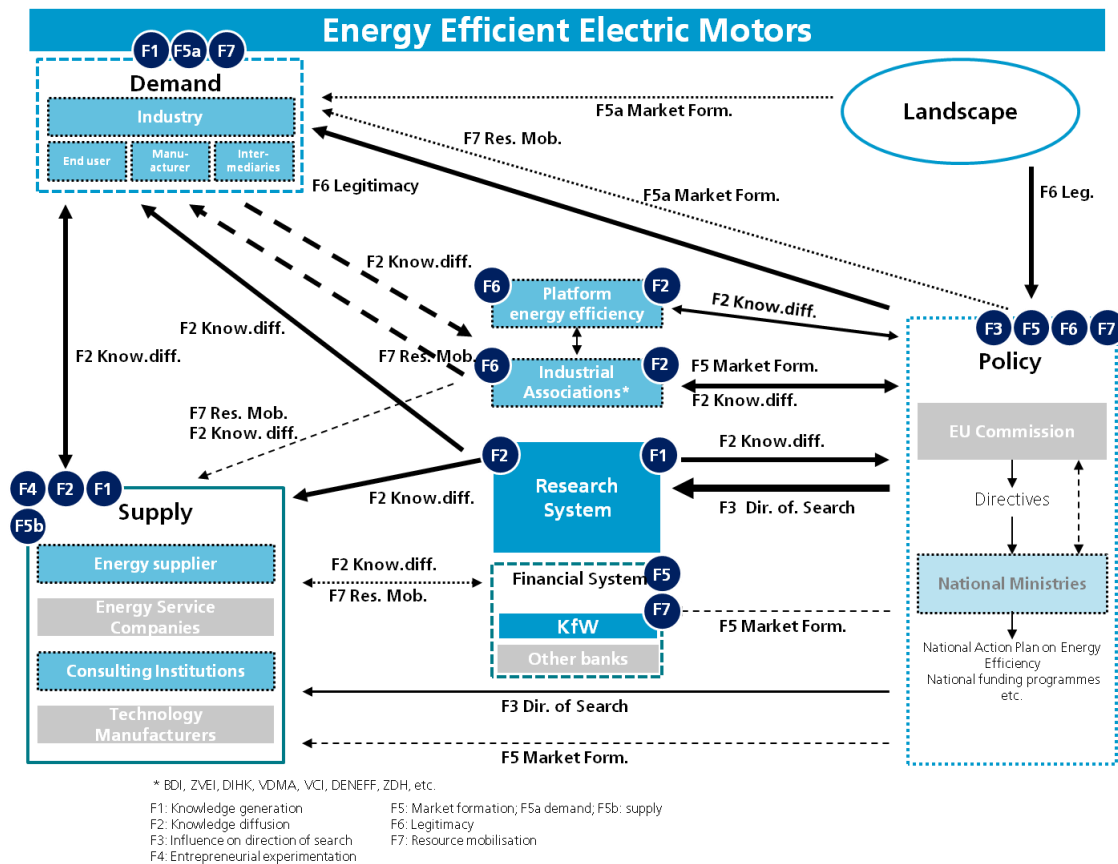 Energy Efficient Electric Motors
F1 F5a F7
Demand
Industry
End user
Manu-
facturer
Inter-
mediaries
Landscape
F5a Market Form.
F7 Res. Mob.
F6 Legitimacy
F5a Market Form.
F6 Leg.
F2 Know.diff.
F6
F2
Platform
energy efficiency
F2 Know.diff.
F3 F5 F6 F7
Policy
F2 Know.diff.
F2 Know.diff.
F7 Res. Mob.
F6
F2
Industrial
Associations*
F5 Market Form.
F2 Know.diff.
F7 Res. Mob.
F2 Know. diff.
EU Commission
F2
F1
Research
System
F2 Know.diff.
F2 Know.diff.
F3 Dir. of. Search
Directives
F4 F2 F1
F5b
Supply
Energy supplier
Energy Service
Companies
Consulting Institutions
Technology
Manufacturers
F2 Know.diff.
F7 Res. Mob.
Financial System
F5
F7
KfW
Other banks
F5 Market Form.
National Ministries
National Action Plan on Energy
Efficiency
National funding programmes
etc.
F3 Dir. of Search
F5 Market Form.
* BDI, ZVEI, DIHK, VDMA, VCI, DENEFF, ZDH, etc.
F1: Knowledge generation
F2: Knowledge diffusion
F3: Influence on direction of search
F4: Entrepreneurial experimentation
F5: Market formation; F5a demand; F5b: supply
F6: Legitimacy
F7: Resource mobilisation